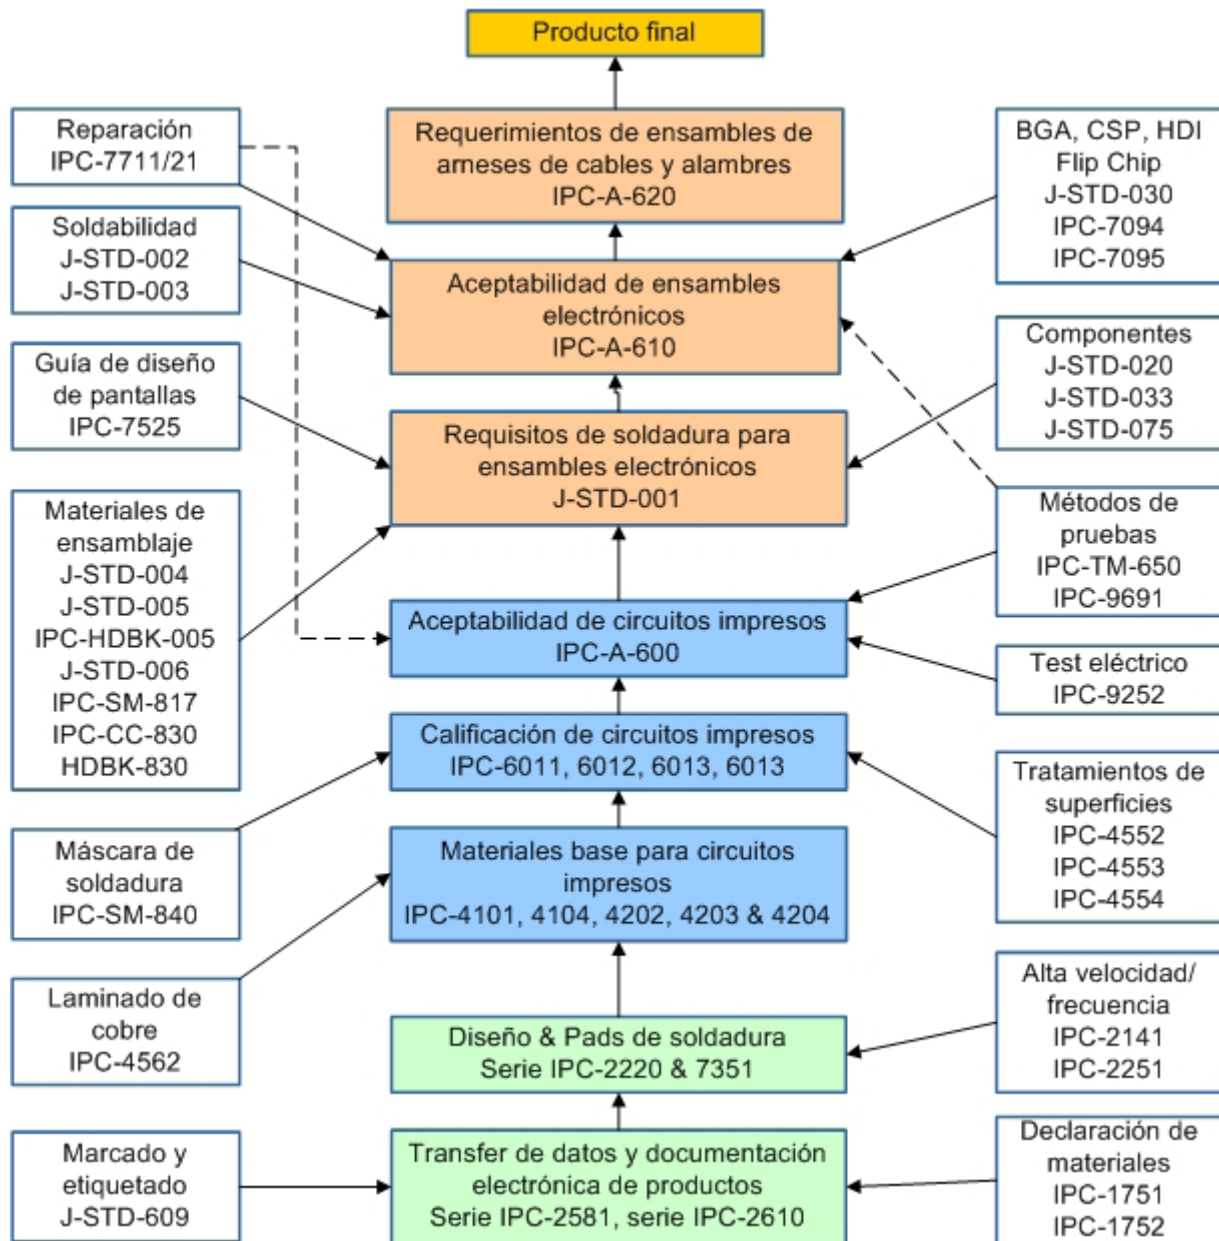 Producto final
Reparación
IPC-7711/21
Requerimientos de ensambles de
arneses de cables y alambres
IPC-A-620
BGA, CSP, HDI
Flip Chip
J-STD-030
IPC-7094
IPC-7095
Soldabilidad
J-STD-002
J-STD-003
Aceptabilidad de ensambles
electrónicos
IPC-A-610
Guía de diseño
de pantallas
IPC-7525
Componentes
J-STD-020
J-STD-033
J-STD-075
Requisitos de soldadura para
ensambles electrónicos
J-STD-001
Materiales de
ensamblaje
J-STD-004
J-STD-005
IPC-HDBK-005
J-STD-006
IPC-SM-817
IPC-CC-830
HDBK-830
Métodos de
pruebas
IPC-TM-650
IPC-9691
Aceptabilidad de circuitos impresos
IPC-A-600
Test eléctrico
IPC-9252
Calificación de circuitos impresos
IPC-6011, 6012, 6013, 6013
Tratamientos de
superficies
IPC-4552
IPC-4553
IPC-4554
Máscara de
soldadura
IPC-SM-840
Materiales base para circuitos
impresos
IPC-4101, 4104, 4202, 4203 & 4204
Laminado de
cobre
IPC-4562
Alta velocidad/
frecuencia
IPC-2141
IPC-2251
Diseño & Pads de soldadura
Serie IPC-2220 & 7351
Marcado y
etiquetado
J-STD-609
Transfer de datos y documentación
electrónica de productos
Serie IPC-2581, serie IPC-2610
Declaración de
materiales
IPC-1751
IPC-1752